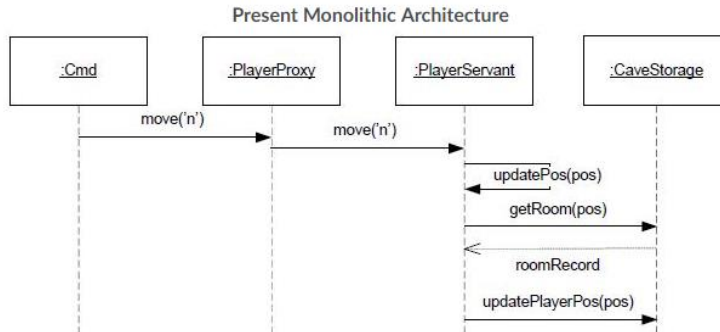 Present Monolithic Architecture
:Cmd
:PlayerProxy
:PlayerServant
:CaveStorage
move('n')
move('n')
updatePos(pos)
getRoom(pos)
roomRecord
updatePlayerPos(pos)